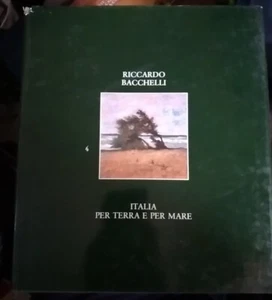 RICCARDO
BACCHELLI
ITALIA
PER TERRA E PER MARE